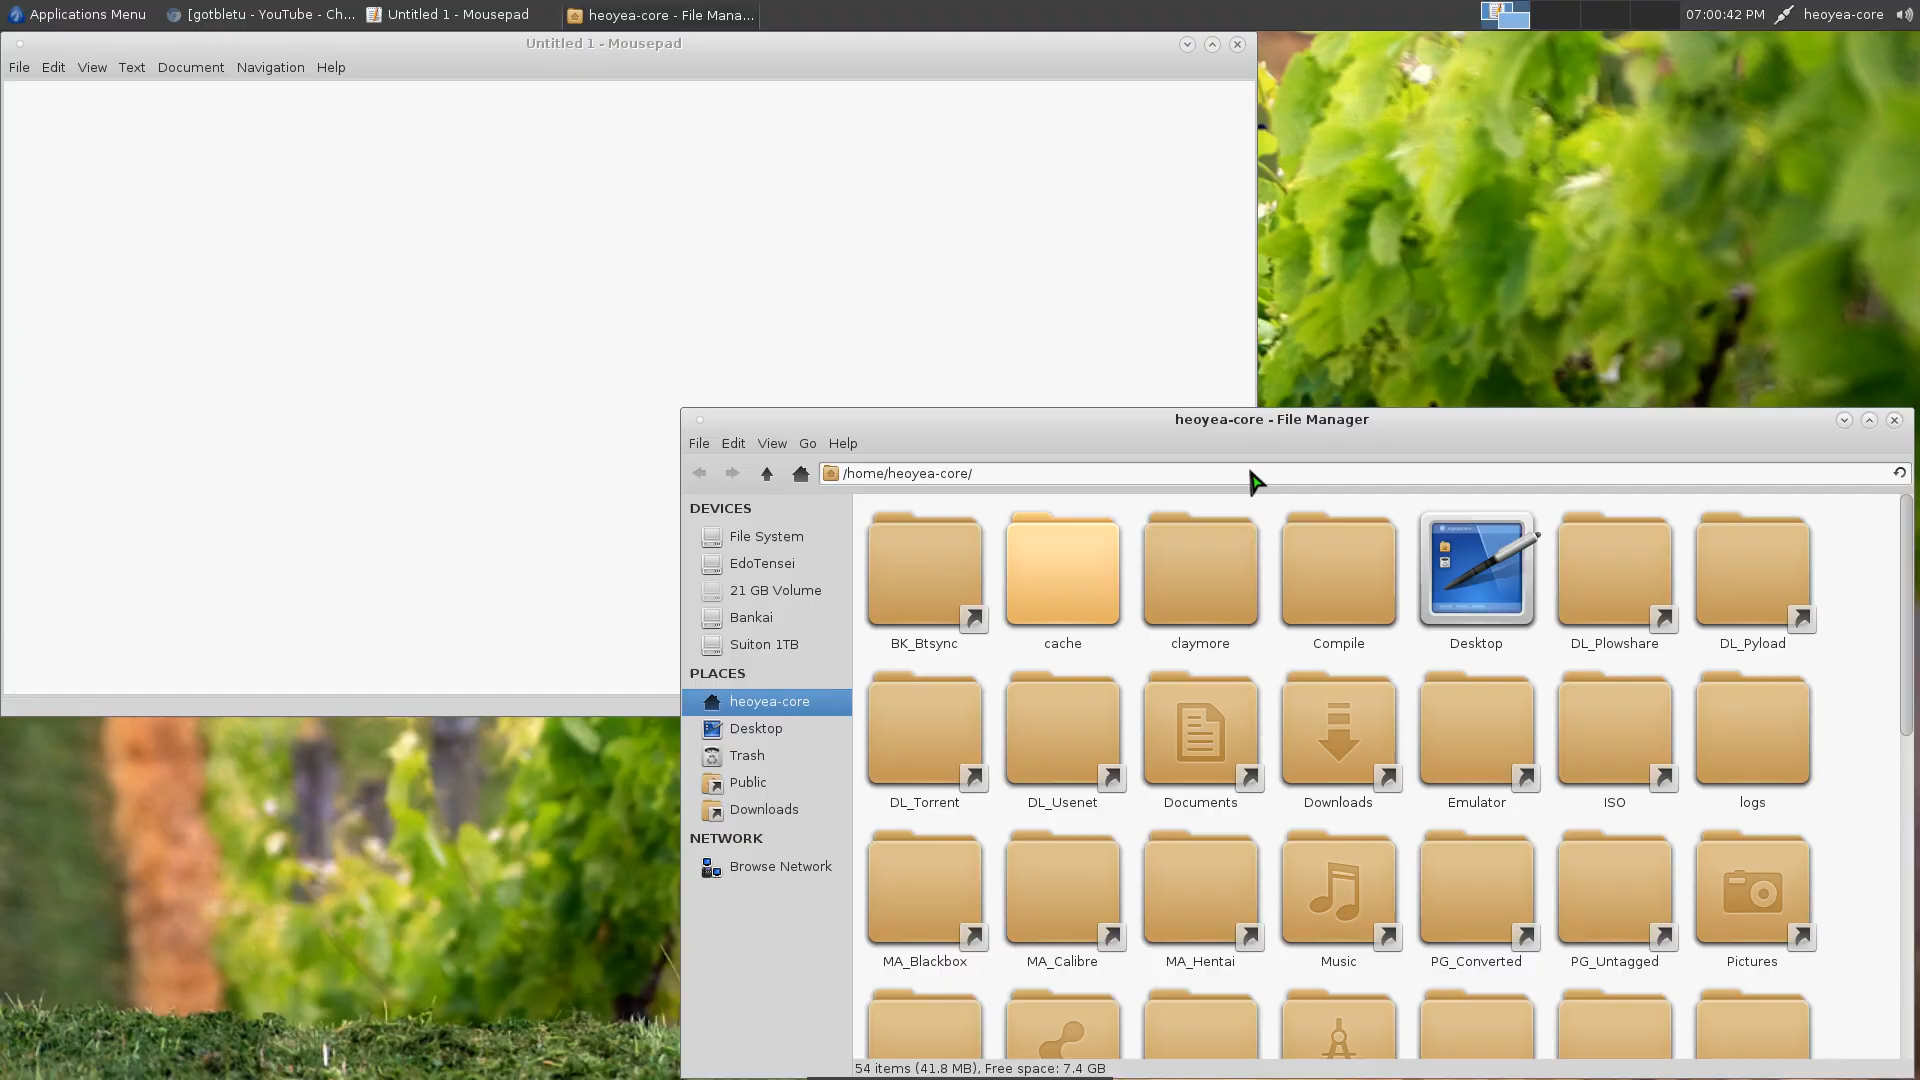 Applications Menu
[gotbletu - YouTube - Ch...
Untitled 1 - Mousepad
heoyea-core - File Mana...
07:00:42 PM
heoyea-core
Untitled 1 - Mousepad
File Edit View Text Document Navigation Help
heoyea-core - File Manager
File Edit View Go Help
/home/heoyea-core/
DEVICES
File System
EdoTensei
21 GB Volume
Bankai
Suiton 1TB
PLACES
heoyea-core
Desktop
Trash
Public
Downloads
NETWORK
Browse Network
BK_Btsync cache claymore Compile Desktop DL_Plowshare DL_Pyload
DL_Torrent DL_Usenet Documents Downloads Emulator ISO logs
MA_Blackbox MA_Calibre MA_Hentai Music PG_Converted PG_Untagged Pictures
54 items (41.8 MB), Free space: 7.4 GB